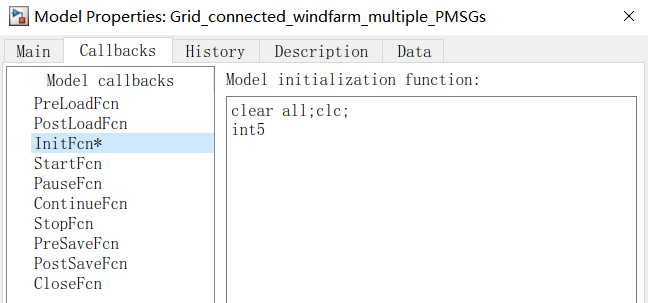 Model Properties: Grid_connected_windfarm_multiple_PMSGs
Main Callbacks History Description Data
Model callbacks
PreLoadFcn
PostLoadFcn
InitFcn*
StartFcn
PauseFcn
ContinueFcn
StopFcn
PreSaveFcn
PostSaveFcn
CloseFcn
Model initialization function:
clear all;clc;
int5